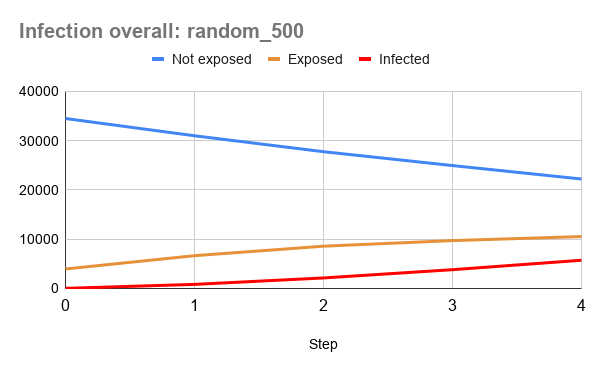 Infection overall: random_500
Not exposed Exposed Infected
40000
30000
20000
10000
0
0 1 2 3 4
Step